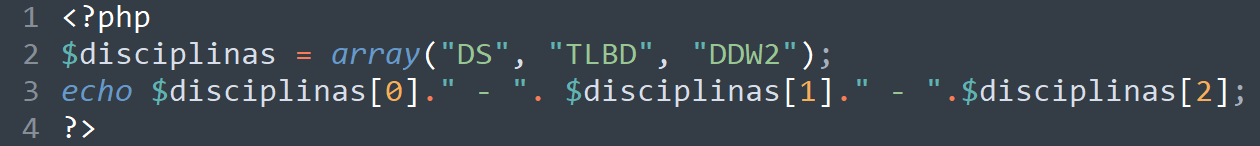 1 <?php
2 $disciplinas = array("DS", "TLBD", "DDW2");
3 echo $disciplinas[0]." - ". $disciplinas[1]." - ".$disciplinas[2];
4 ?>